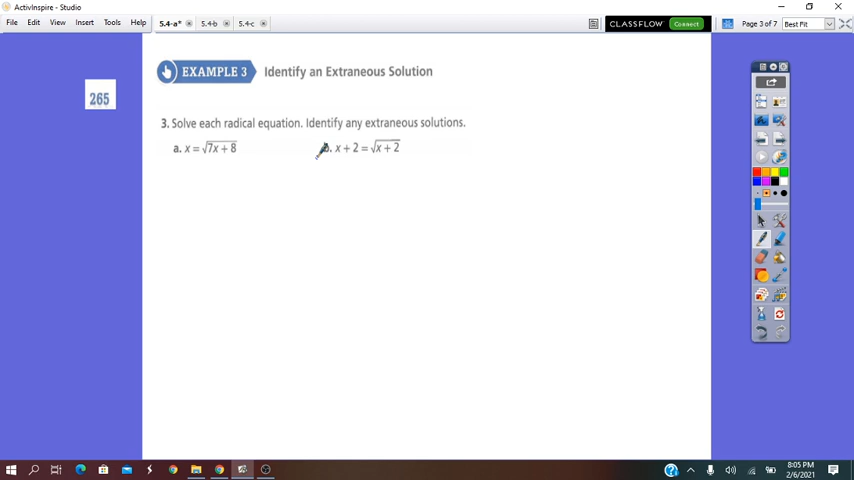 ActivInspire - Studio
File Edit View Insert Tools Help
5.4-a* 5.4-b 5.4-c
CLASSFLOW Connect
Page 3 of 7 Best Fit
EXAMPLE 3 Identify an Extraneous Solution
265
3. Solve each radical equation. Identify any extraneous solutions.
a. x = √7x + 8 b. x + 2 = √x + 2
8:05 PM
2/6/2021